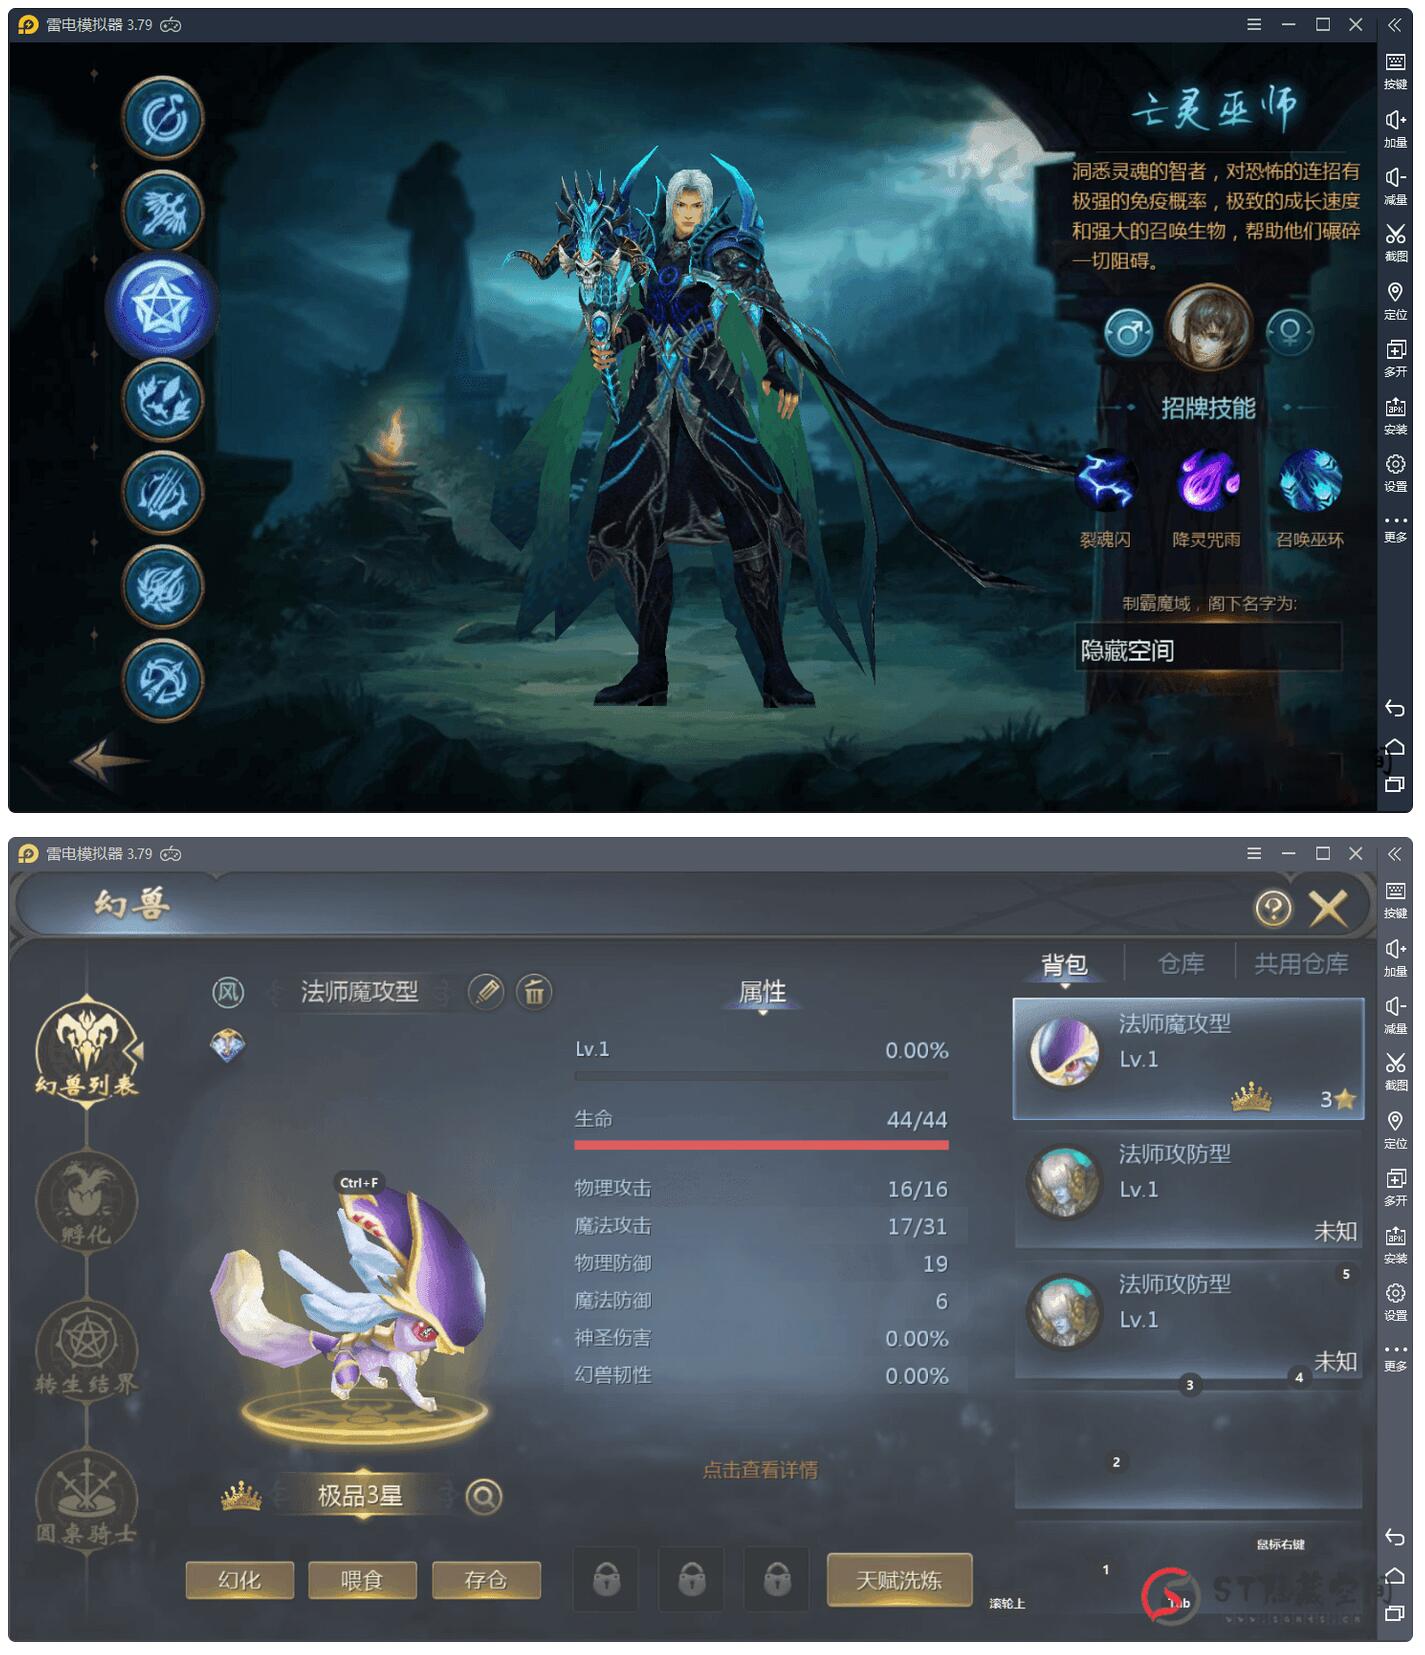 雷电模拟器 3.79
按键
加量
减量
截图
定位
多开
安装
设置
更多
亡灵巫师
洞悉灵魂的智者，对恐怖的连招有
极强的免疫概率，极致的成长速度
和强大的召唤生物，帮助他们碾碎
一切阻碍。
招牌技能
裂魂闪
降灵咒雨
召唤巫环
制霸魔域，阁下名字为:
隐藏空间
间
雷电模拟器 3.79
按键
加量
减量
截图
定位
多开
安装
设置
更多
幻兽
?
幻兽列表
孵化
转生结界
圆桌骑士
风
法师魔攻型
Ctrl+F
极品3星
幻化
喂食
存仓
属性
Lv.1 0.00%
生命 44/44
物理攻击 16/16
魔法攻击 17/31
物理防御 19
魔法防御 6
神圣伤害 0.00%
幻兽韧性 0.00%
点击查看详情
天赋洗炼
背包
仓库
共用仓库
法师魔攻型
Lv.1
3
法师攻防型
Lv.1
未知
法师攻防型
5
Lv.1
未知
3
4
2
鼠标右键
1
滚轮上
Tub
ST隐藏空间